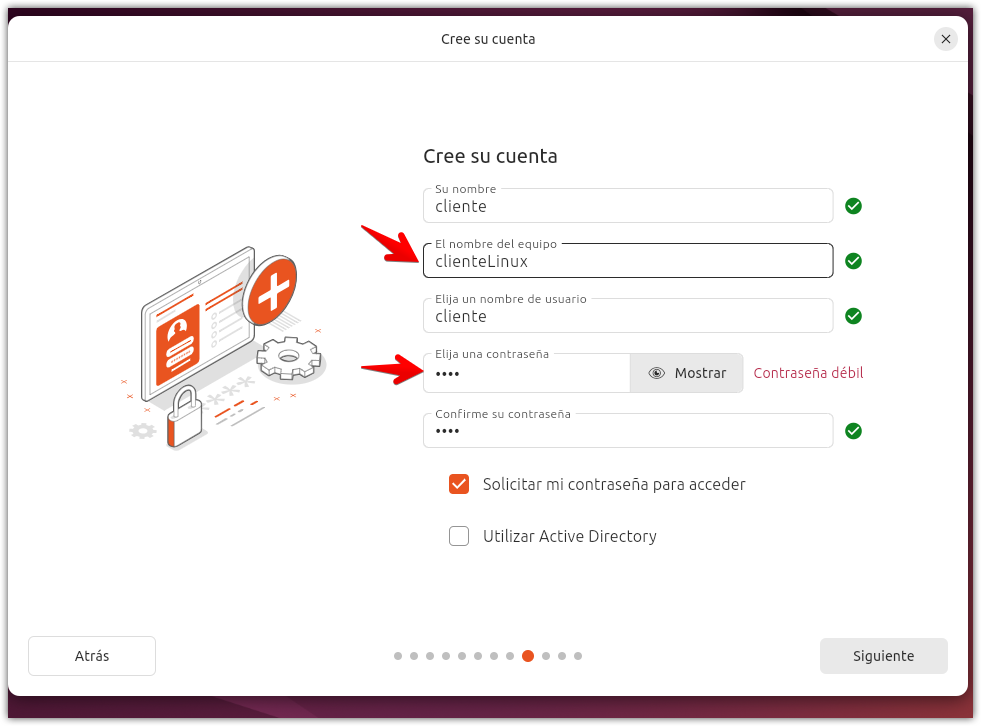 Cree su cuenta
Cree su cuenta
Su nombre
cliente
El nombre del equipo
clienteLinux
Elija un nombre de usuario
cliente
Elija una contraseña
••••
Mostrar
Contraseña débil
Confirme su contraseña
••••
Solicitar mi contraseña para acceder
Utilizar Active Directory
Atrás
Siguiente